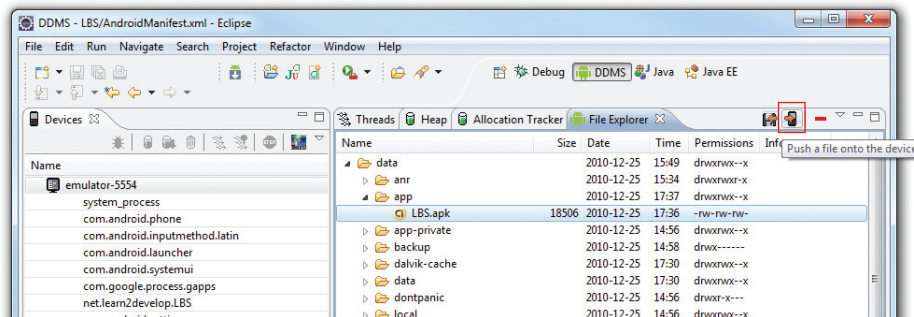 DDMS - LBS/AndroidManifest.xml - Eclipse
File Edit Run Navigate Search Project Refactor Window Help
Debug DDMS Java Java EE
Devices
Threads Heap Allocation Tracker File Explorer
Push a file onto the device
Name
emulator-5554
system_process
com.android.phone
com.android.inputmethod.latin
com.android.launcher
com.android.systemui
com.google.process.gapps
net.learn2develop.LBS
Name Size Date Time Permissions Info
data 2010-12-25 15:49 drwxrwx--x
anr 2010-12-25 15:34 drwxrwxr-x
app 2010-12-25 17:37 drwxrwx--x
LBS.apk 18506 2010-12-25 17:36 -rw-rw-rw-
app-private 2010-12-25 14:56 drwxrwx--x
backup 2010-12-25 14:58 drwx------
dalvik-cache 2010-12-25 17:30 drwxrwx--x
data 2010-12-25 17:30 drwxrwx--x
dontpanic 2010-12-25 14:56 drwxr-x---
local 2010-12-25 14:56 drwxrwx--x